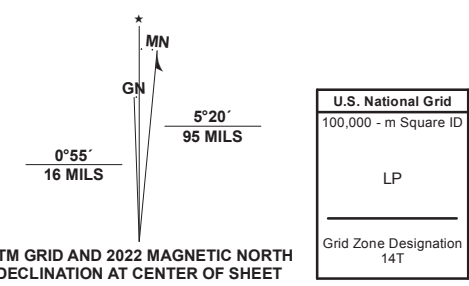 MN
GN
5°20´
95 MILS
0°55´
16 MILS
TM GRID AND 2022 MAGNETIC NORTH
DECLINATION AT CENTER OF SHEET
U.S. National Grid
100,000 - m Square ID
LP
Grid Zone Designation
14T